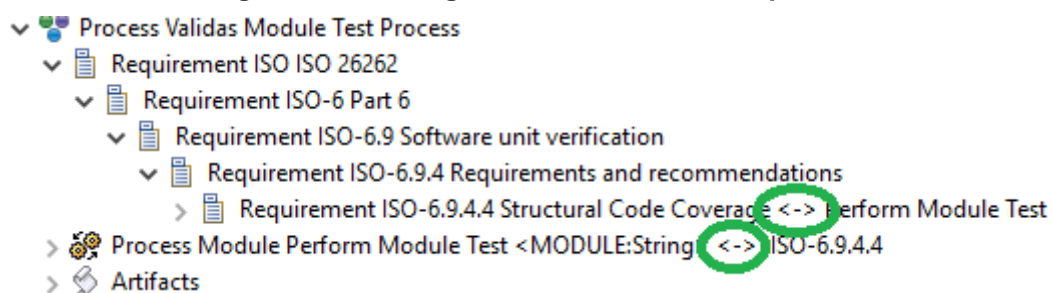 Process Validas Module Test Process
Requirement ISO ISO 26262
Requirement ISO-6 Part 6
Requirement ISO-6.9 Software unit verification
Requirement ISO-6.9.4 Requirements and recommendations
Requirement ISO-6.9.4.4 Structural Code Coverage <-> Perform Module Test
Process Module Perform Module Test <MODULE:String> <-> ISO-6.9.4.4
Artifacts